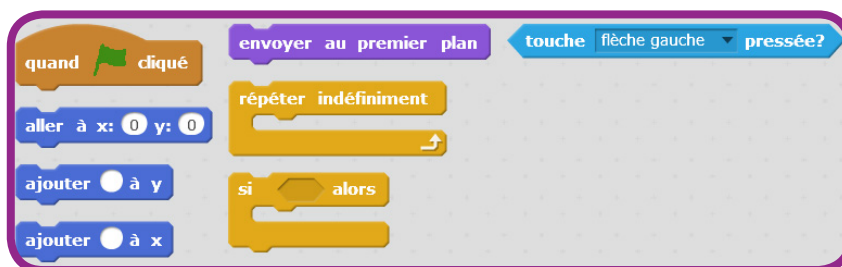 quand cliqué
aller à x: 0 y: 0
ajouter à y
ajouter à x
envoyer au premier plan
répéter indéfiniment
si alors
touche flèche gauche pressée?